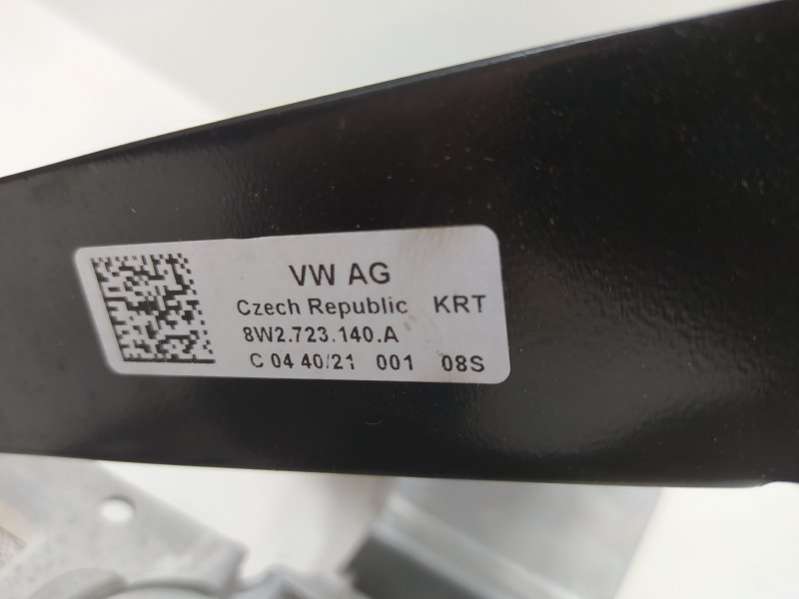 VW AG
Czech Republic KRT
8W2.723.140.A
C 04 40/21 001 08S